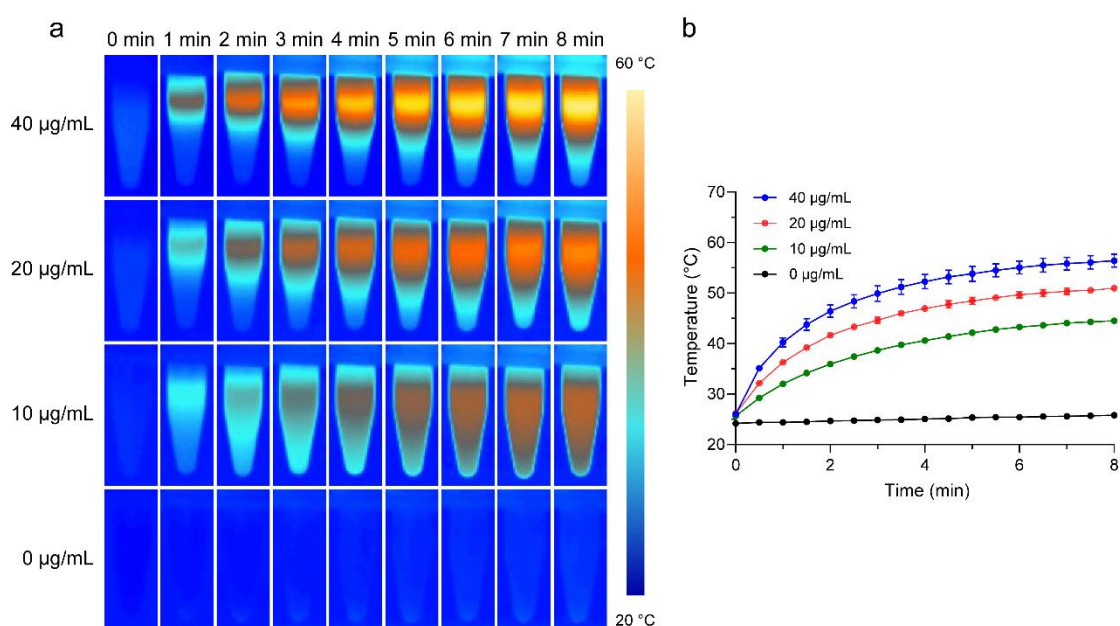 a
0 min 1 min 2 min 3 min 4 min 5 min 6 min 7 min 8 min
40 µg/mL
20 µg/mL
10 µg/mL
0 µg/mL
60 °C
20 °C
b
40 µg/mL
20 µg/mL
10 µg/mL
0 µg/mL
Temperature (°C)
70
60
50
40
30
20
0 2 4 6 8
Time (min)